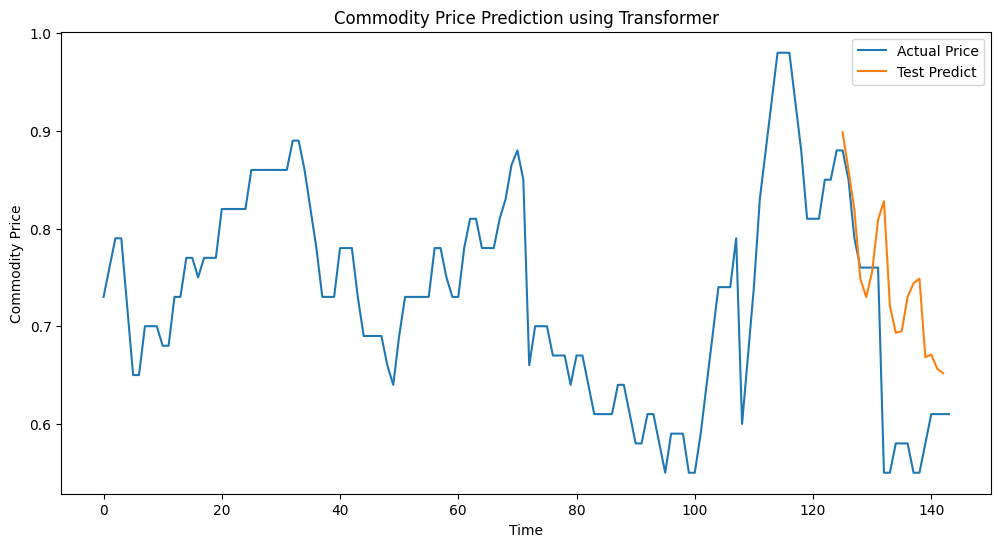 Commodity Price Prediction using Transformer
Actual Price
Test Predict
Commodity Price
1.0
0.9
0.8
0.7
0.6
0
20
40
60
80
100
120
140
Time